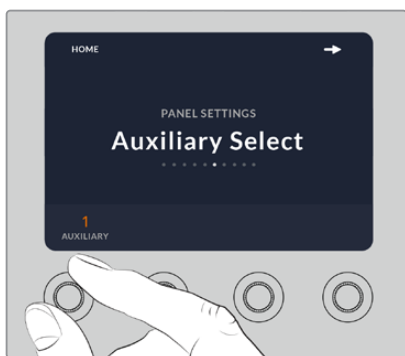 HOME
PANEL SETTINGS
Auxiliary Select
1
AUXILIARY